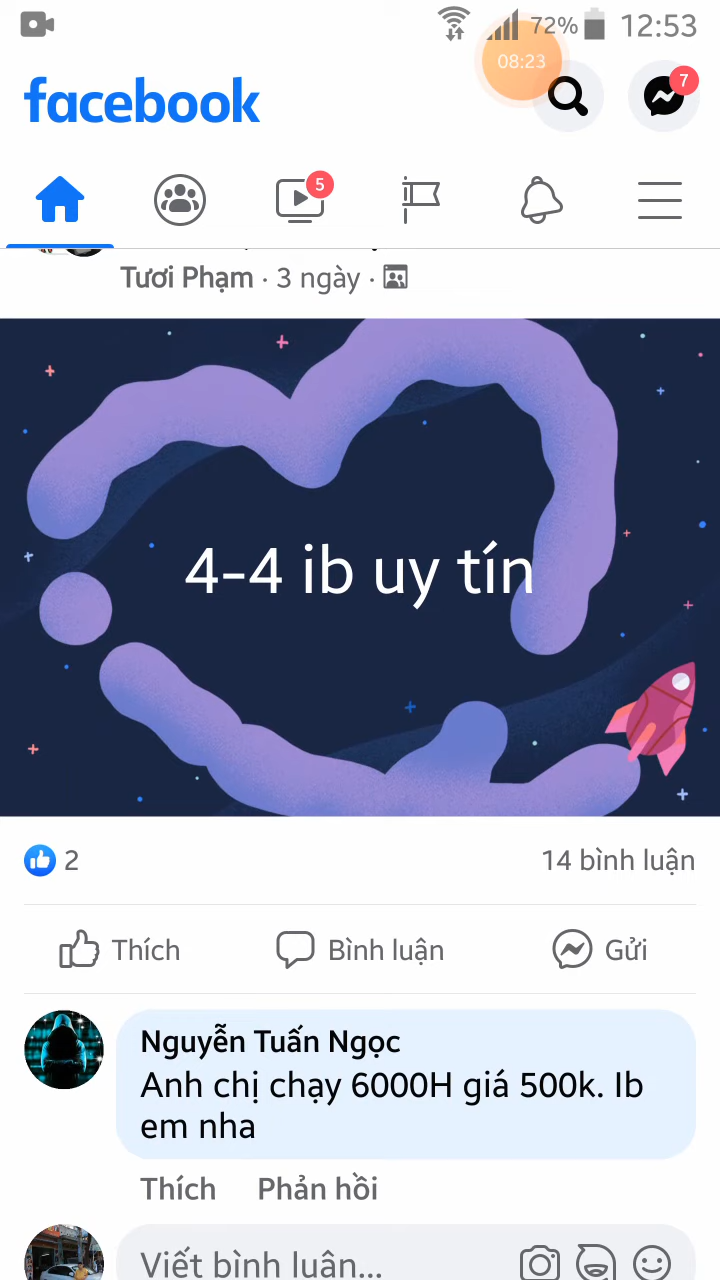 72% 12:53
08:23
facebook
7
5
Tươi Phạm · 3 ngày ·
4-4 ib uy tín
2
14 bình luận
Thích
Bình luận
Gửi
Nguyễn Tuấn Ngọc
Anh chị chạy 6000H giá 500k. Ib
em nha
Thích Phản hồi
Viết bình luận...